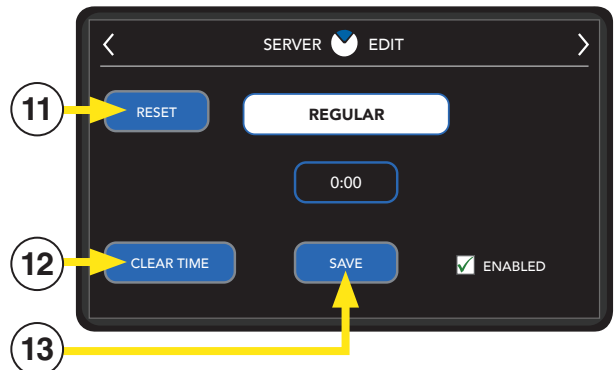 SERVER EDIT
11
RESET
REGULAR
0:00
12
CLEAR TIME
SAVE
ENABLED
13